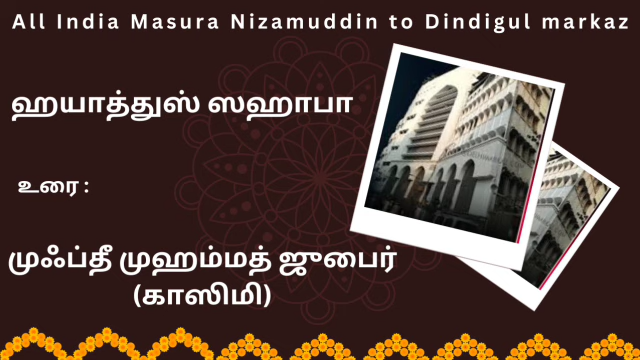 All India Masura Nizamuddin to Dindigul markaz
ஹயாத்துஸ் ஸஹாபா
உரை :
முஃப்தீ முஹம்மத் ஜுபைர்
(காஸிமி)